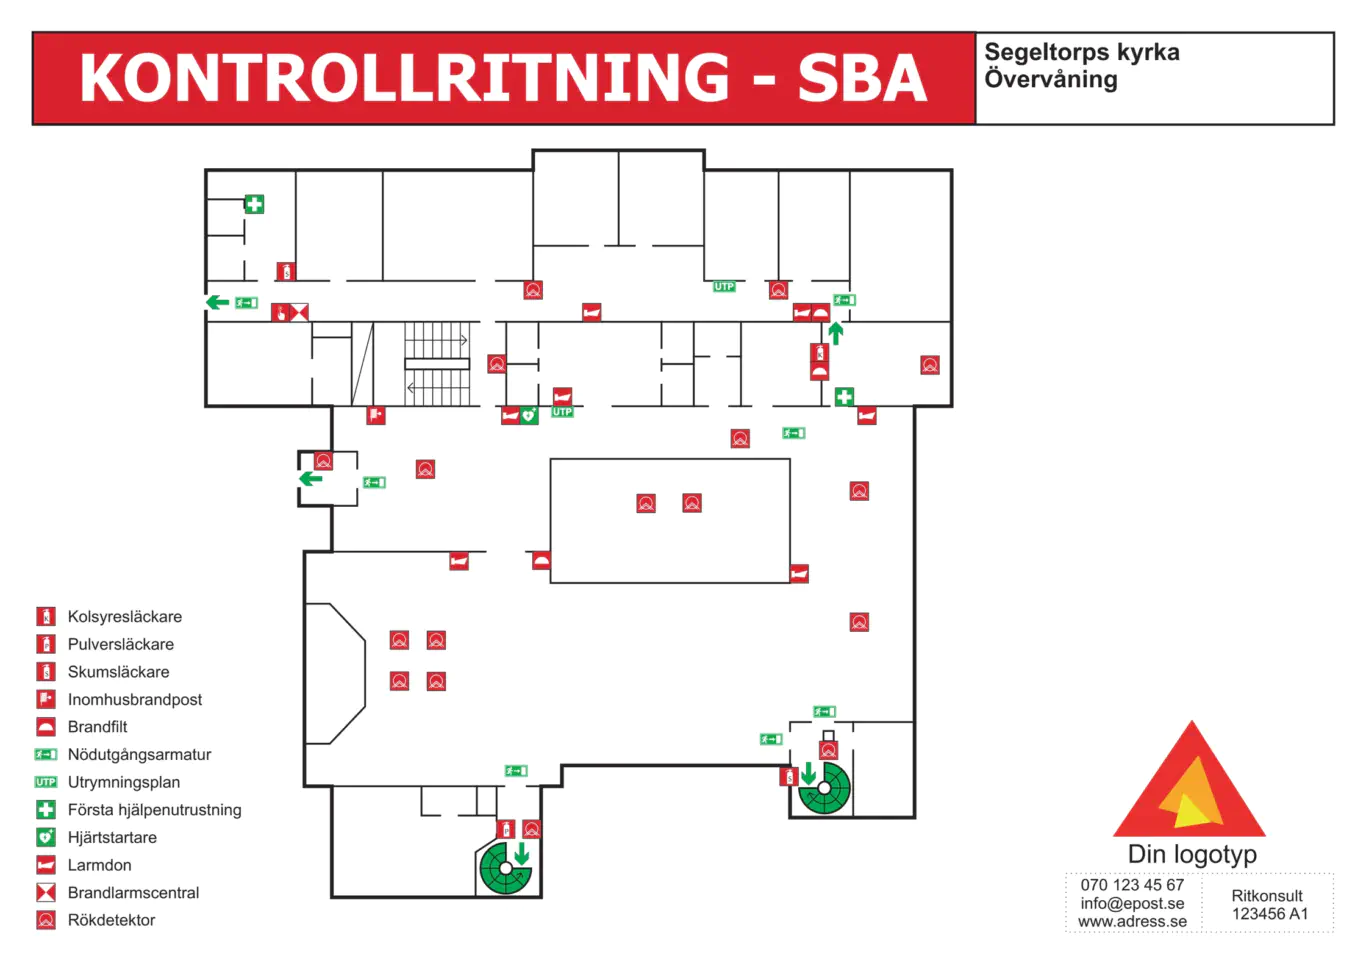 KONTROLLRITNING - SBA
Segeltorps kyrka
Övervåning
UTP
UTP
K
S
P
S
Kolsyresläckare
Pulversläckare
Skumsläckare
Inomhusbrandpost
Brandfilt
Nödutgångsarmatur
UTP Utrymningsplan
Första hjälpenutrustning
Hjärtstartare
Larmdon
Brandlarmscentral
Rökdetektor
Din logotyp
070 123 45 67
info@epost.se
www.adress.se
Ritkonsult
123456 A1